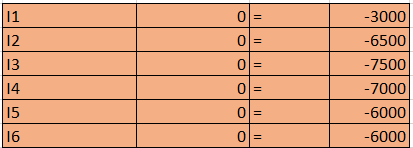 I1 0 = -3000
I2 0 = -6500
I3 0 = -7500
I4 0 = -7000
I5 0 = -6000
I6 0 = -6000